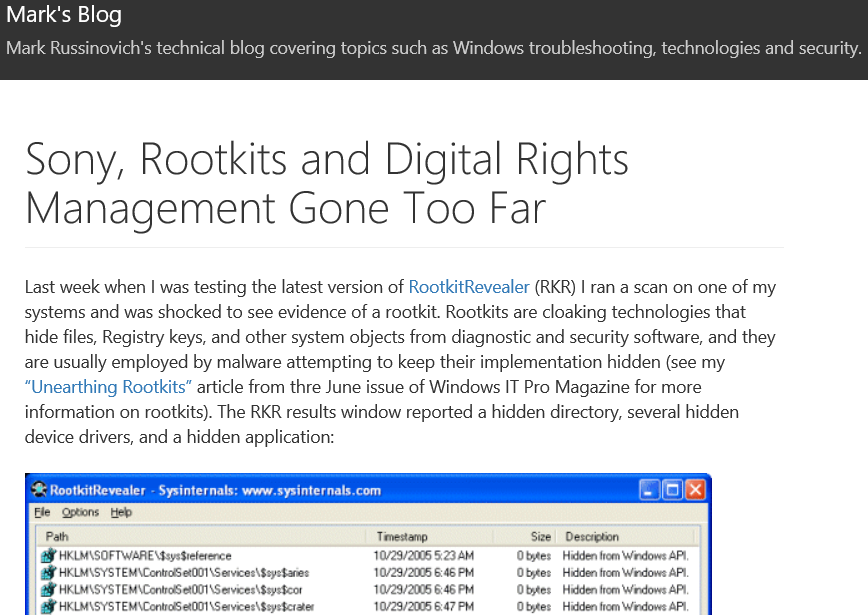 Mark's Blog
Mark Russinovich's technical blog covering topics such as Windows troubleshooting, technologies and security.
Sony, Rootkits and Digital Rights
Management Gone Too Far
Last week when I was testing the latest version of RootkitRevealer (RKR) I ran a scan on one of my
systems and was shocked to see evidence of a rootkit. Rootkits are cloaking technologies that
hide files, Registry keys, and other system objects from diagnostic and security software, and they
are usually employed by malware attempting to keep their implementation hidden (see my
“Unearthing Rootkits” article from thre June issue of Windows IT Pro Magazine for more
information on rootkits). The RKR results window reported a hidden directory, several hidden
device drivers, and a hidden application:
RootkitRevealer - Sysinternals: www.sysinternals.com
File Options Help
Path Timestamp Size Description
HKLM\SOFTWARE\$sys$reference 10/29/2005 5:23 AM 0 bytes Hidden from Windows API.
HKLM\SYSTEM\ControlSet001\Services\$sys$aries 10/29/2005 6:46 PM 0 bytes Hidden from Windows API.
HKLM\SYSTEM\ControlSet001\Services\$sys$cor 10/29/2005 6:46 PM 0 bytes Hidden from Windows API.
HKLM\SYSTEM\ControlSet001\Services\$sys$crater 10/29/2005 6:47 PM 0 bytes Hidden from Windows API.